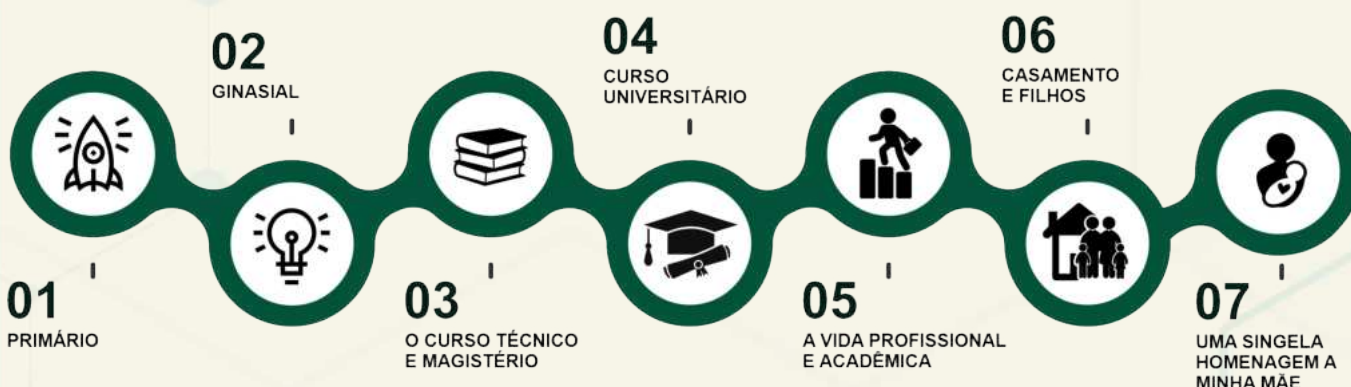 01
PRIMÁRIO
02
GINASIAL
03
O CURSO TÉCNICO
E MAGISTÉRIO
04
CURSO
UNIVERSITÁRIO
05
A VIDA PROFISSIONAL
E ACADÊMICA
06
CASAMENTO
E FILHOS
07
UMA SINGELA
HOMENAGEM A
MINHA MÃE